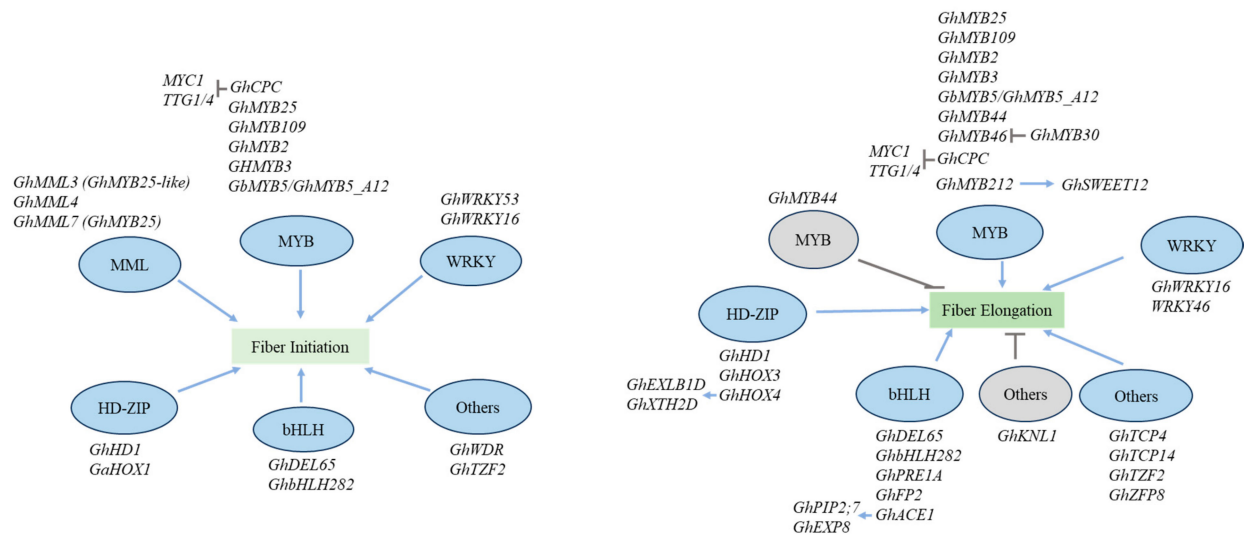 MYC1
TTG1/4
GhCPC
GhMYB25
GhMYB109
GhMYB2
GHMYB3
GbMYB5/GhMYB5_A12
GhMML3 (GhMYB25-like)
GhMML4
GhMML7 (GhMYB25)
GhWRKY53
GhWRKY16
MML
MYB
WRKY
Fiber Initiation
HD-ZIP
bHLH
Others
GhHD1
GaHOX1
GhDEL65
GhbHLH282
GhWDR
GhTZF2
GhMYB25
GhMYB109
GhMYB2
GhMYB3
GbMYB5/GhMYB5_A12
GhMYB44
GhMYB46
GhMYB30
MYC1
TTG1/4
GhCPC
GhMYB212
GhSWEET12
GhMYB44
MYB
MYB
WRKY
GhWRKY16
WRKY46
HD-ZIP
Fiber Elongation
GhHD1
GhHOX3
GhHOX4
GhEXLB1D
GhXTH2D
bHLH
Others
Others
GhDEL65
GhbHLH282
GhPRE1A
GhFP2
GhACE1
GhPIP2;7
GhEXP8
GhKNL1
GhTCP4
GhTCP14
GhTZF2
GhZFP8